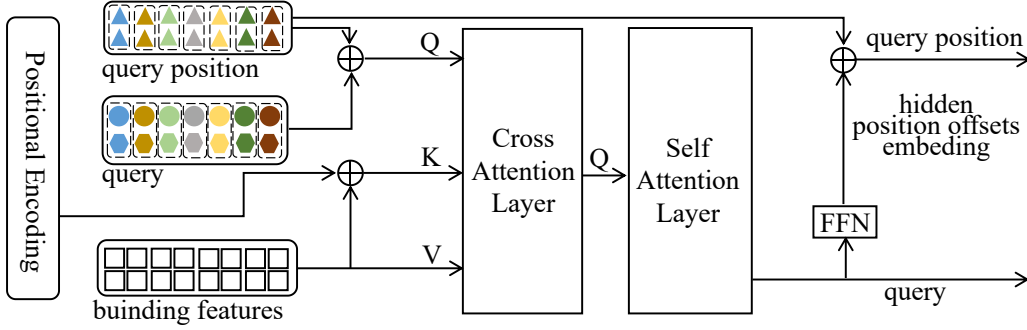 Positional Encoding
query position
query
buinding features
Q
K
V
Cross
Attention
Layer
Q
Self
Attention
Layer
query position
hidden
position offsets
embeding
FFN
query